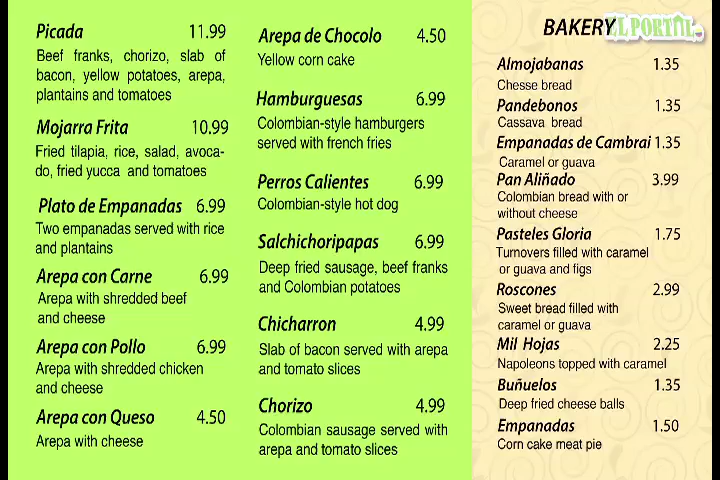 Picada 11.99
Beef franks, chorizo, slab of
bacon, yellow potatoes, arepa,
plantains and tomatoes
Mojarra Frita 10.99
Fried tilapia, rice, salad, avoca-
do, fried yucca and tomatoes
Plato de Empanadas 6.99
Two empanadas served with rice
and plantains
Arepa con Carne 6.99
Arepa with shredded beef
and cheese
Arepa con Pollo 6.99
Arepa with shredded chicken
and cheese
Arepa con Queso 4.50
Arepa with cheese
Arepa de Chocolo 4.50
Yellow corn cake
Hamburguesas 6.99
Colombian-style hamburgers
served with french fries
Perros Calientes 6.99
Colombian-style hot dog
Salchichoripapas 6.99
Deep fried sausage, beef franks
and Colombian potatoes
Chicharron 4.99
Slab of bacon served with arepa
and tomato slices
Chorizo 4.99
Colombian sausage served with
arepa and tomato slices
BAKERY EL PORTAL
Almojabanas 1.35
Chesse bread
Pandebonos 1.35
Cassava bread
Empanadas de Cambrai 1.35
Caramel or guava
Pan Aliñado 3.99
Colombian bread with or
without cheese
Pasteles Gloria 1.75
Turnovers filled with caramel
or guava and figs
Roscones 2.99
Sweet bread filled with
caramel or guava
Mil Hojas 2.25
Napoleons topped with caramel
Buñuelos 1.35
Deep fried cheese balls
Empanadas 1.50
Corn cake meat pie